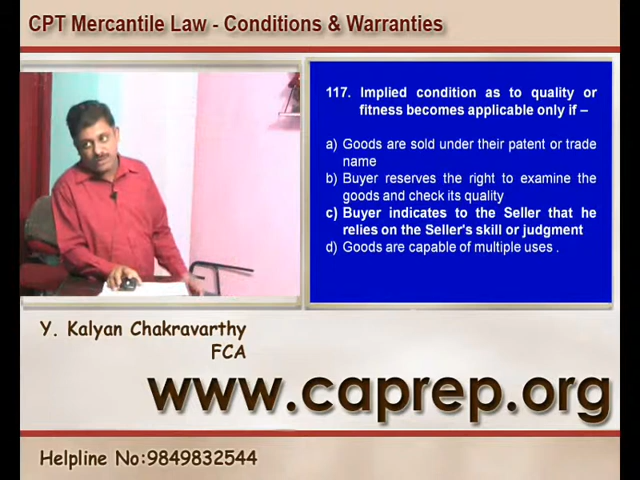 CPT Mercantile Law - Conditions & Warranties
117. Implied condition as to quality or
fitness becomes applicable only if –
a) Goods are sold under their patent or trade
name
b) Buyer reserves the right to examine the
goods and check its quality
c) Buyer indicates to the Seller that he
relies on the Seller's skill or judgment
d) Goods are capable of multiple uses .
Y. Kalyan Chakravarthy
FCA
www.caprep.org
Helpline No:9849832544